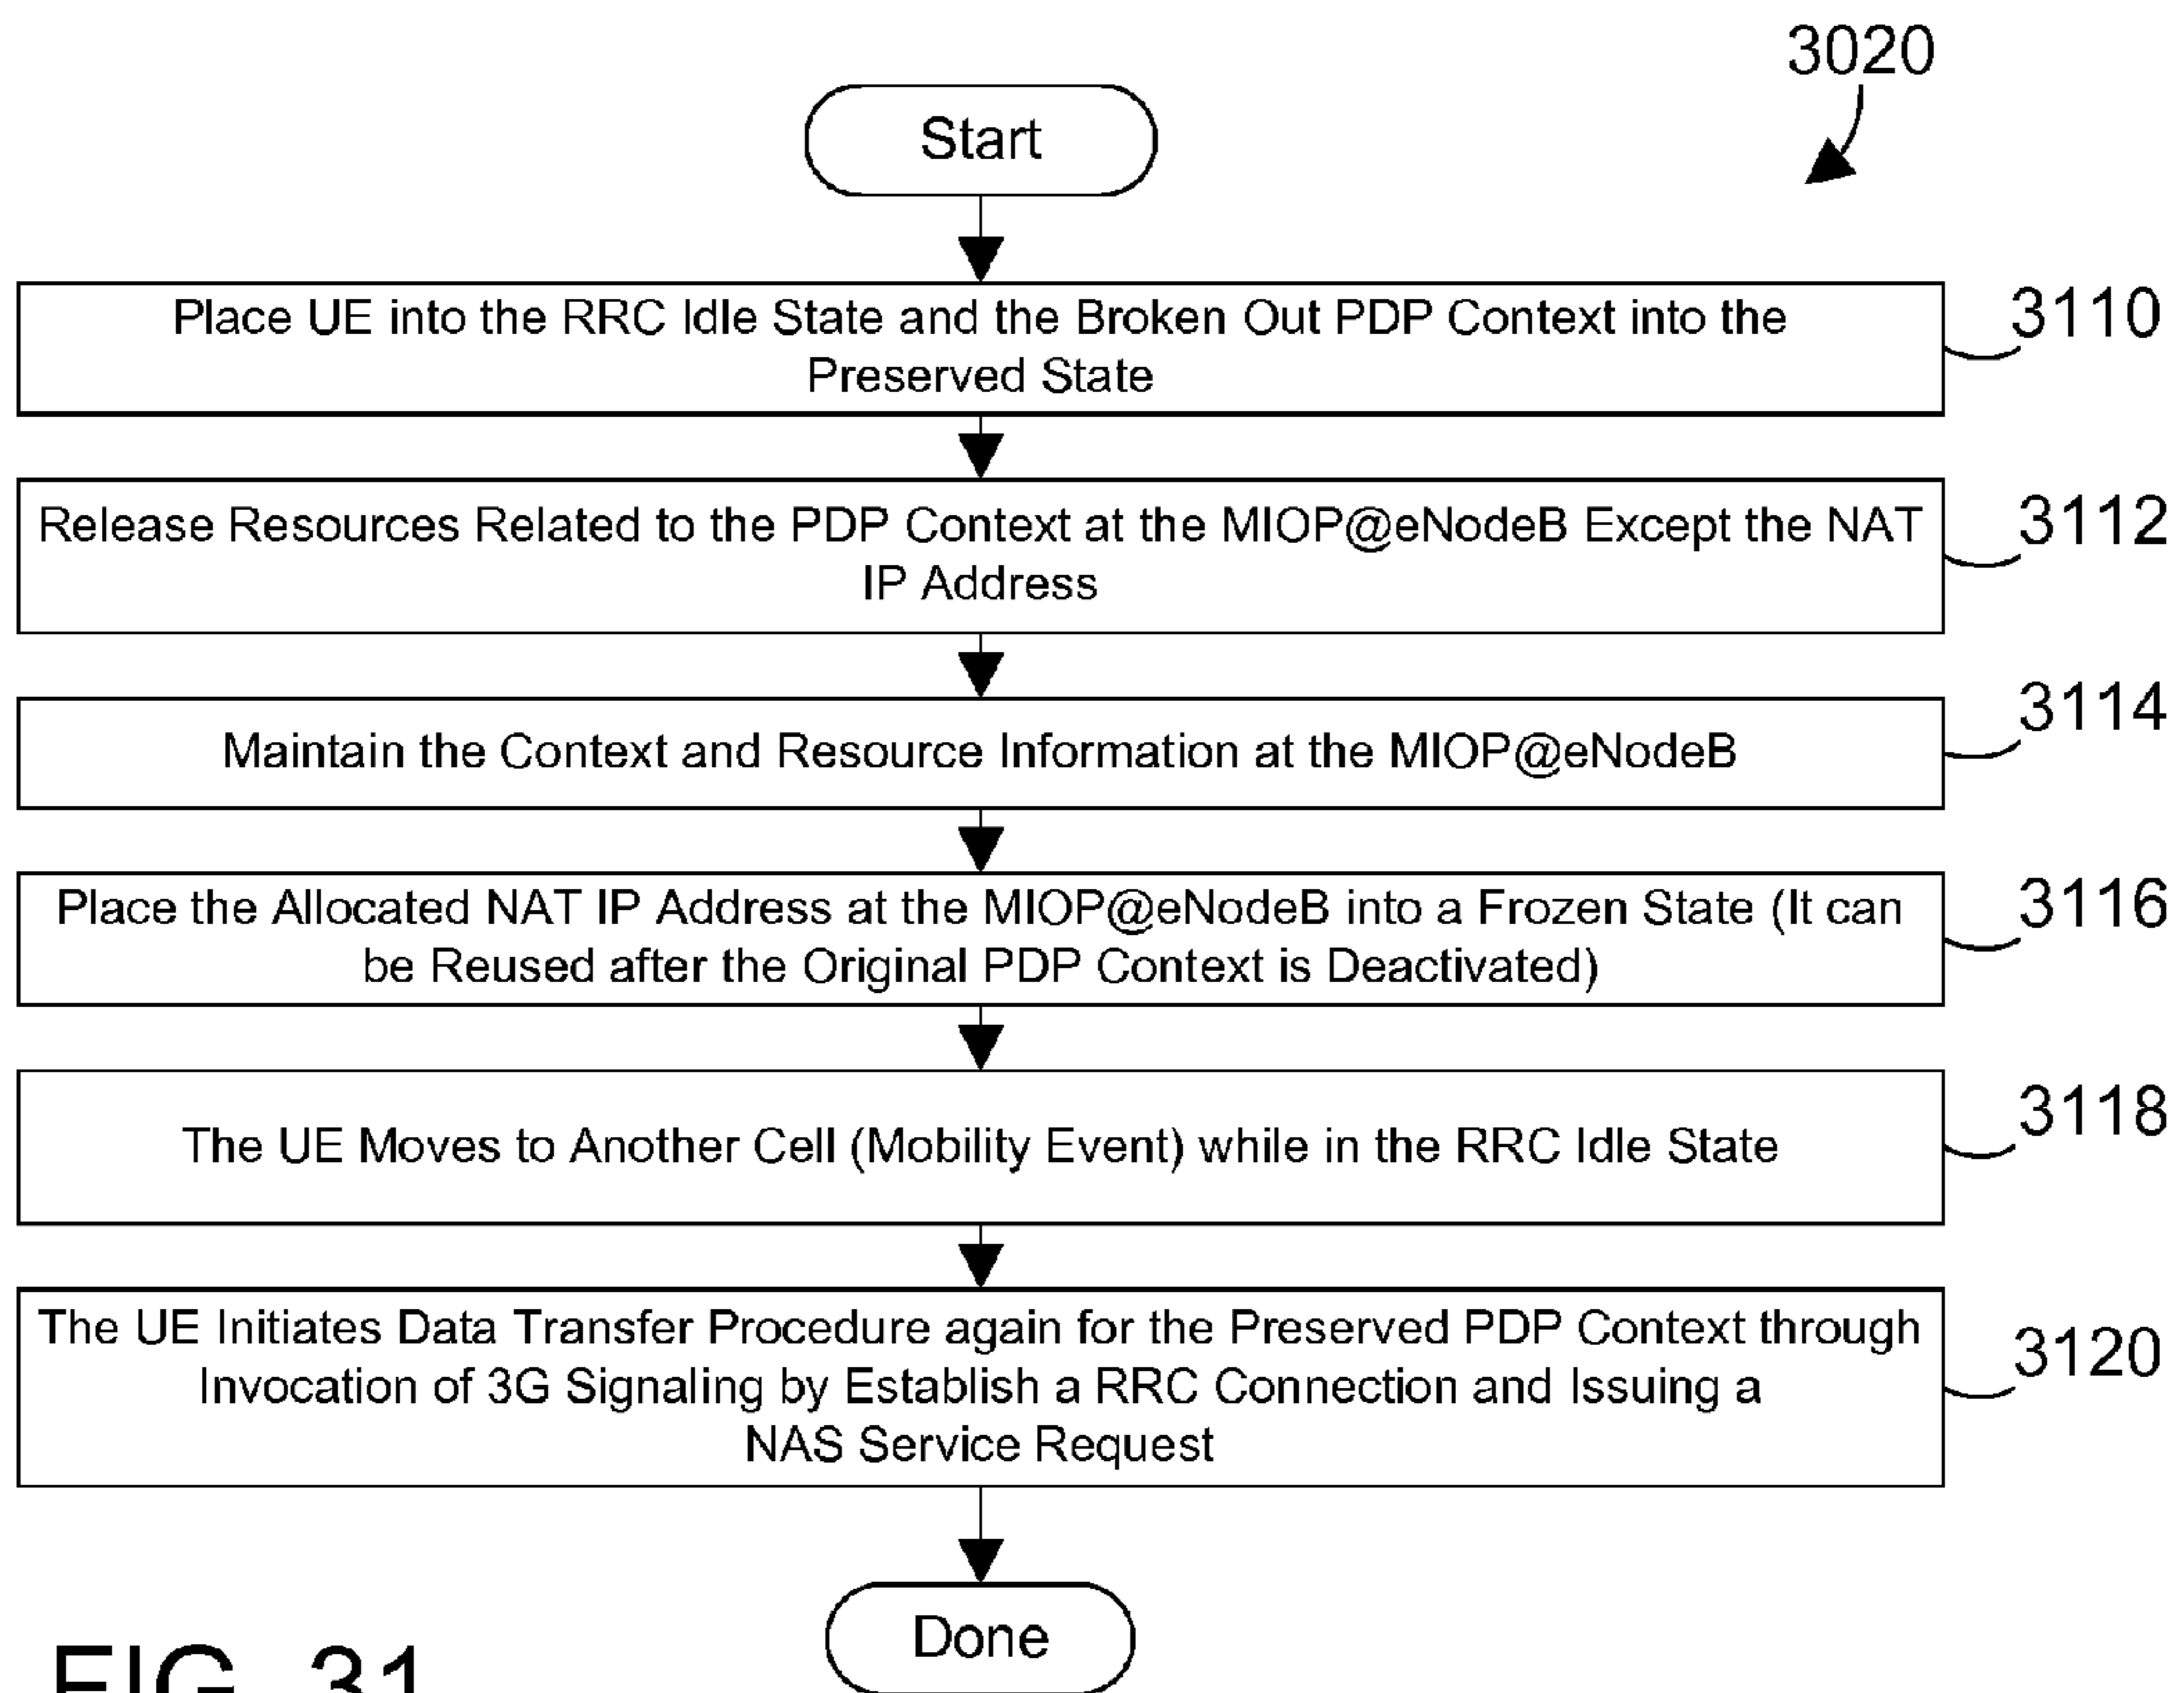 3020
Start
Place UE into the RRC Idle State and the Broken Out PDP Context into the
Preserved State
3110
Release Resources Related to the PDP Context at the MIOP@eNodeB Except the NAT
IP Address
3112
Maintain the Context and Resource Information at the MIOP@eNodeB
3114
Place the Allocated NAT IP Address at the MIOP@eNodeB into a Frozen State (It can
be Reused after the Original PDP Context is Deactivated)
3116
The UE Moves to Another Cell (Mobility Event) while in the RRC Idle State
3118
The UE Initiates Data Transfer Procedure again for the Preserved PDP Context through
Invocation of 3G Signaling by Establish a RRC Connection and Issuing a
NAS Service Request
3120
Done
FIG. 31